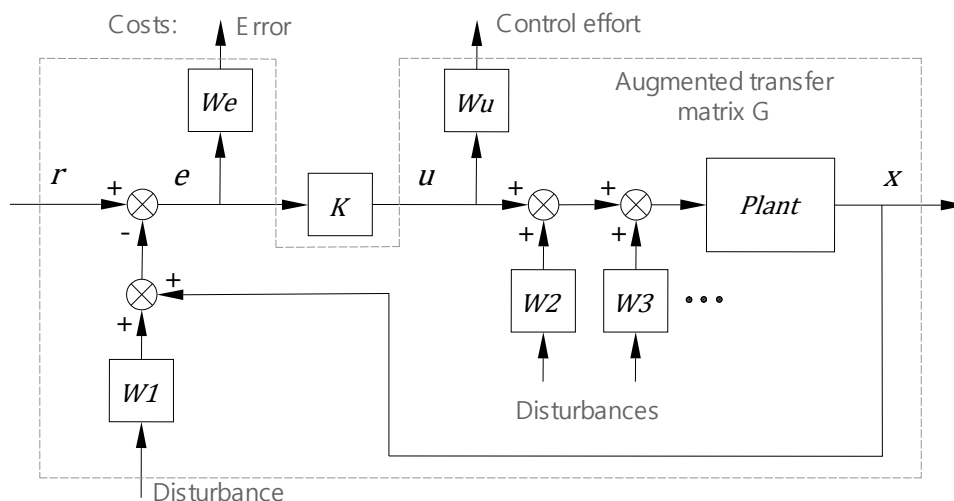 Costs:
Error
Control effort
We
Wu
Augmented transfer
matrix G
r
+
e
K
u
+
+
Plant
x
-
+
+
+
+
W2
W3
W1
Disturbances
Disturbance